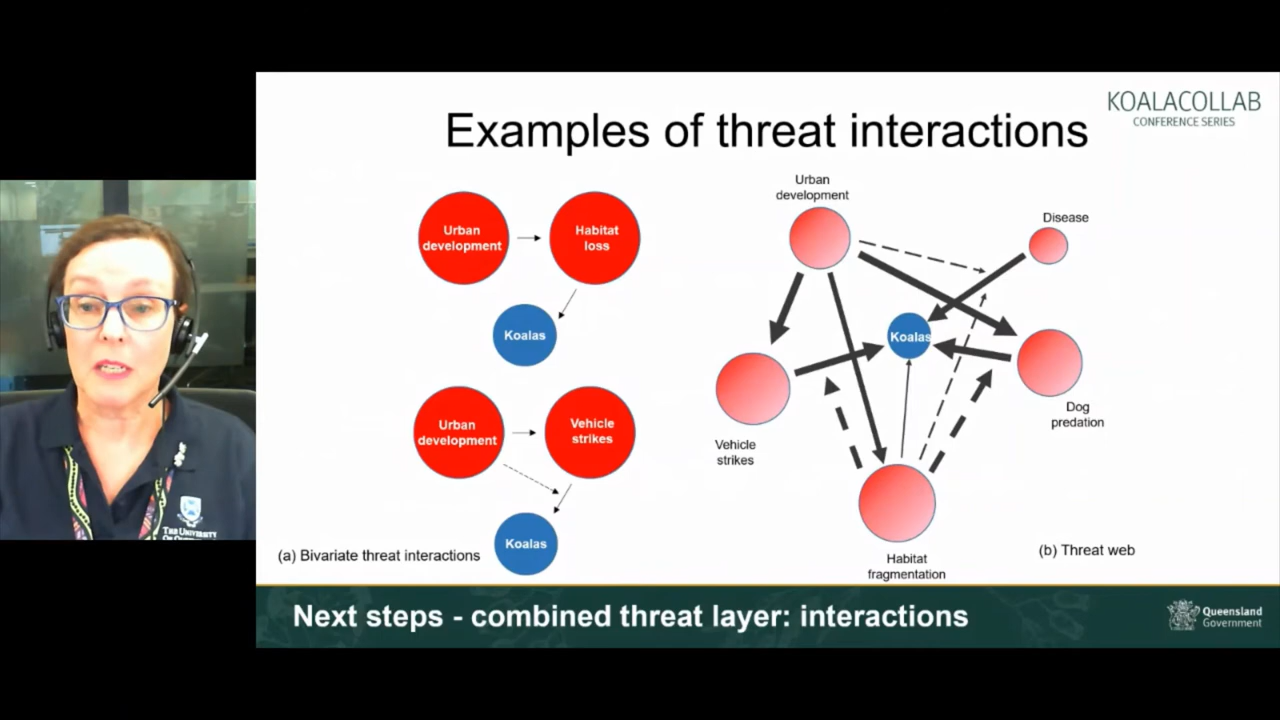 KOALACOLLAB
CONFERENCE SERIES
Examples of threat interactions
Urban
development
Habitat
loss
Koalas
Urban
development
Vehicle
strikes
Koalas
(a) Bivariate threat interactions
Urban
development
Disease
Koalas
Dog
predation
Vehicle
strikes
Habitat
fragmentation
(b) Threat web
THE UNIVERSITY
Next steps - combined threat layer: interactions
Queensland
Government